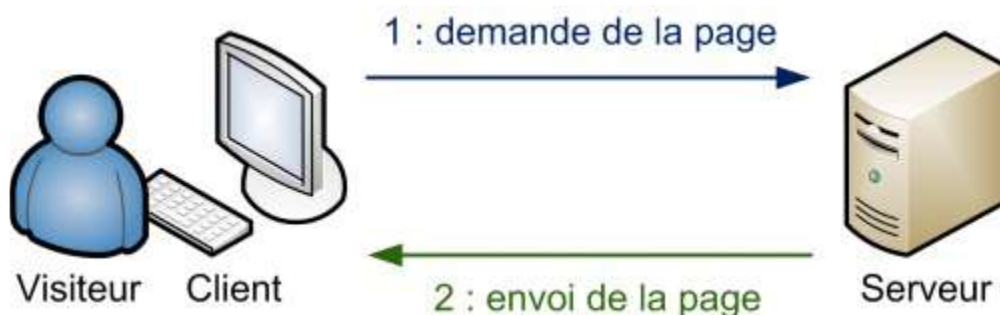 1 : demande de la page
Visiteur
Client
2 : envoi de la page
Serveur